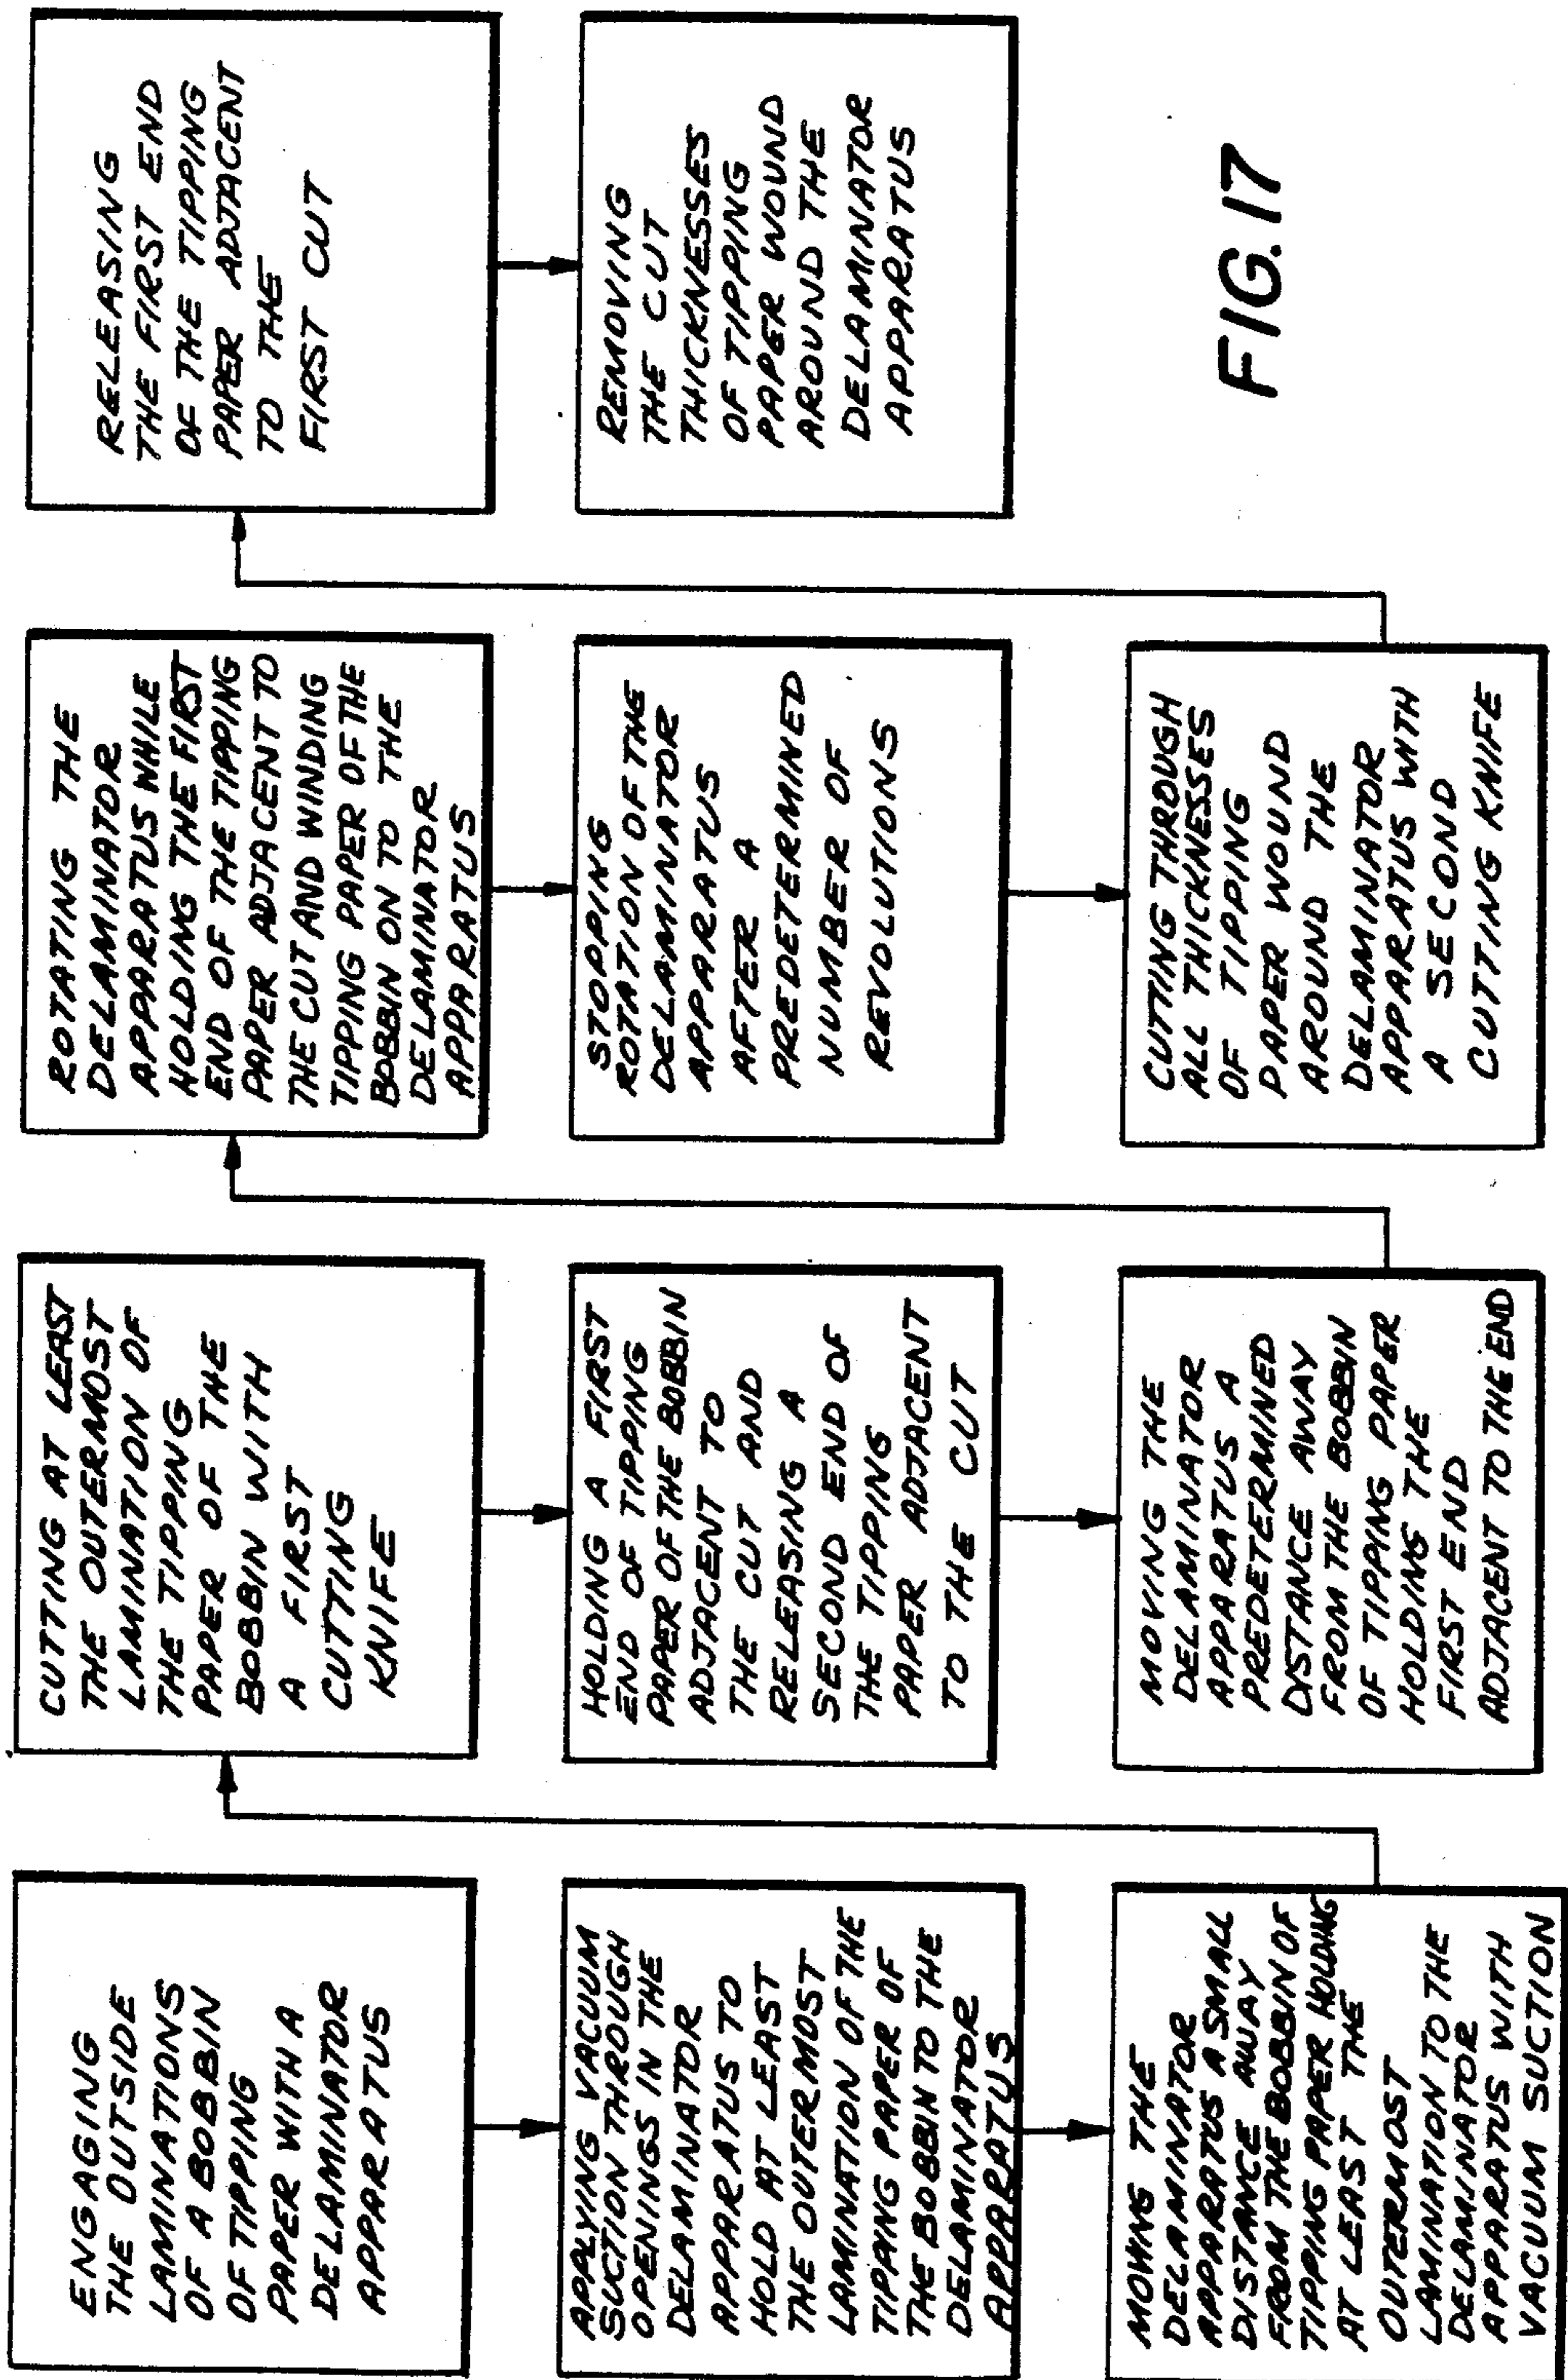 ENGAGING
THE OUTSIDE
LAMINATIONS
OF A BOBBIN
OF TIPPING
PAPER WITH A
DELAMINATOR
APPARATUS
APPLYING VACUUM
SUCTION THROUGH
OPENINGS IN THE
DELAMINATOR
APPARATUS TO
HOLD AT LEAST
THE OUTERMOST
LAMINATION OF THE
TIPPING PAPER OF
THE BOBBIN TO THE
DELAMINATOR
APPARATUS
MOVING THE
DELAMINATOR
APPARATUS A SMALL
DISTANCE AWAY
FROM THE BOBBIN OF
TIPPING PAPER HOLDING
AT LEAST THE
OUTERMOST
LAMINATION TO THE
DELAMINATOR
APPARATUS WITH
VACUUM SUCTION
CUTTING AT LEAST
THE OUTERMOST
LAMINATION OF
THE TIPPING
PAPER OF THE
BOBBIN WITH
A FIRST
CUTTING
KNIFE
HOLDING A FIRST
END OF TIPPING
PAPER OF THE BOBBIN
ADJACENT TO
THE CUT AND
RELEASING A
SECOND END OF
THE TIPPING
PAPER ADJACENT
TO THE CUT
MOVING THE
DELAMINATOR
APPARATUS A
PREDETERMINED
DISTANCE AWAY
FROM THE BOBBIN
OF TIPPING PAPER
HOLDING THE
FIRST END
ADJACENT TO THE END
ROTATING THE
DELAMINATOR
APPARATUS WHILE
HOLDING THE FIRST
END OF THE TIPPING
PAPER ADJACENT TO
THE CUT AND WINDING
TIPPING PAPER OF THE
BOBBIN ON TO THE
DELAMINATOR
APPARATUS
STOPPING
ROTATION OF THE
DELAMINATOR
APPARATUS
AFTER A
PREDETERMINED
NUMBER OF
REVOLUTIONS
CUTTING THROUGH
ALL THICKNESSES
OF TIPPING
PAPER WOUND
AROUND THE
DELAMINATOR
APPARATUS WITH
A SECOND
CUTTING KNIFE
RELEASING
THE FIRST END
OF THE TIPPING
PAPER ADJACENT
TO THE
FIRST CUT
REMOVING
THE CUT
THICKNESSES
OF TIPPING
PAPER WOUND
AROUND THE
DELAMINATOR
APPARATUS
FIG. 17